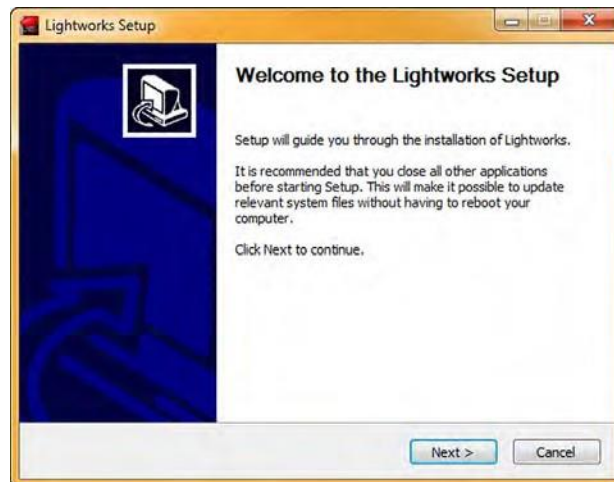 Lightworks Setup
Welcome to the Lightworks Setup
Setup will guide you through the installation of Lightworks.
It is recommended that you close all other applications
before starting Setup. This will make it possible to update
relevant system files without having to reboot your
computer.
Click Next to continue.
Next >
Cancel